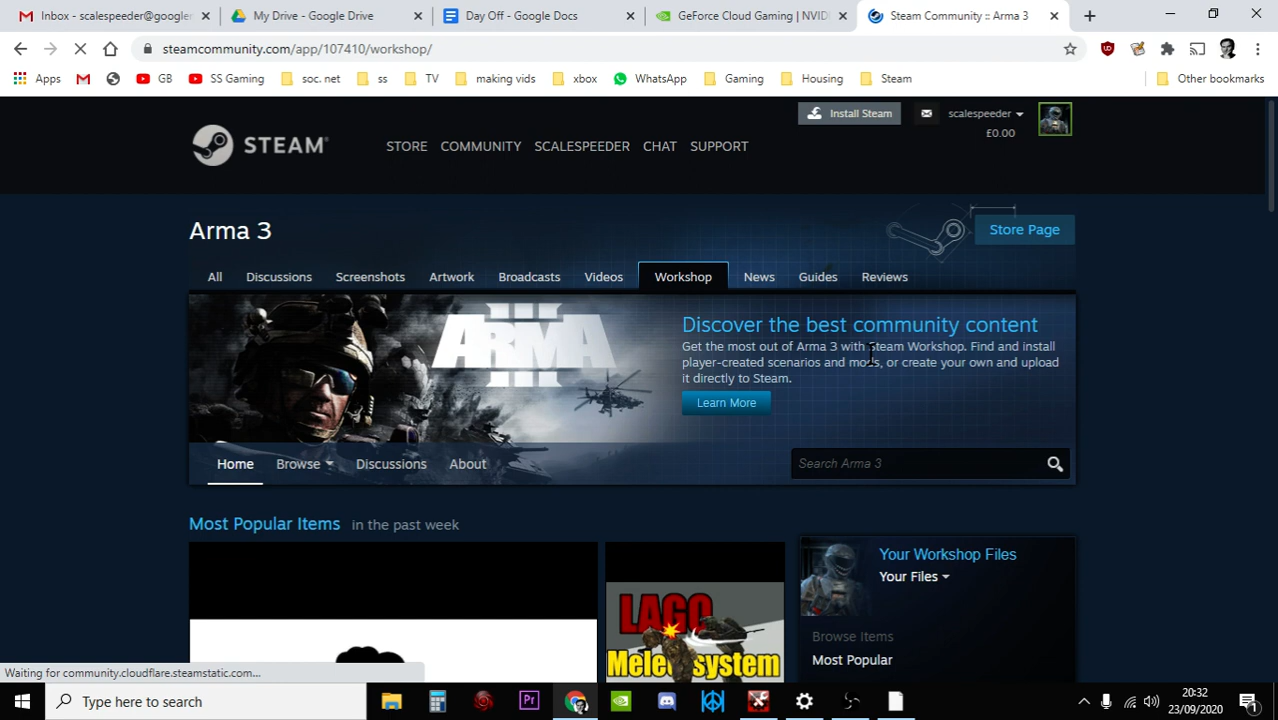 Inbox - scalespeeder@google
My Drive - Google Drive
Day Off - Google Docs
GeForce Cloud Gaming | NVIDI
Steam Community :: Arma 3
steamcommunity.com/app/107410/workshop/
Apps
GB
SS Gaming
soc. net
ss
TV
making vids
xbox
WhatsApp
Gaming
Housing
Steam
Other bookmarks
Install Steam
scalespeeder
£0.00
STEAM
STORE
COMMUNITY
SCALESPEEDER
CHAT
SUPPORT
Arma 3
Store Page
All
Discussions
Screenshots
Artwork
Broadcasts
Videos
Workshop
News
Guides
Reviews
III
ARMA
III
Discover the best community content
Get the most out of Arma 3 with Steam Workshop. Find and install
player-created scenarios and mods, or create your own and upload
it directly to Steam.
Learn More
Home
Browse
Discussions
About
Search Arma 3
Most Popular Items in the past week
LAGO
Melee system
Your Workshop Files
Your Files
Browse Items
Most Popular
Waiting for community.cloudflare.steamstatic.com...
Type here to search
Pr
20:32
23/09/2020
1